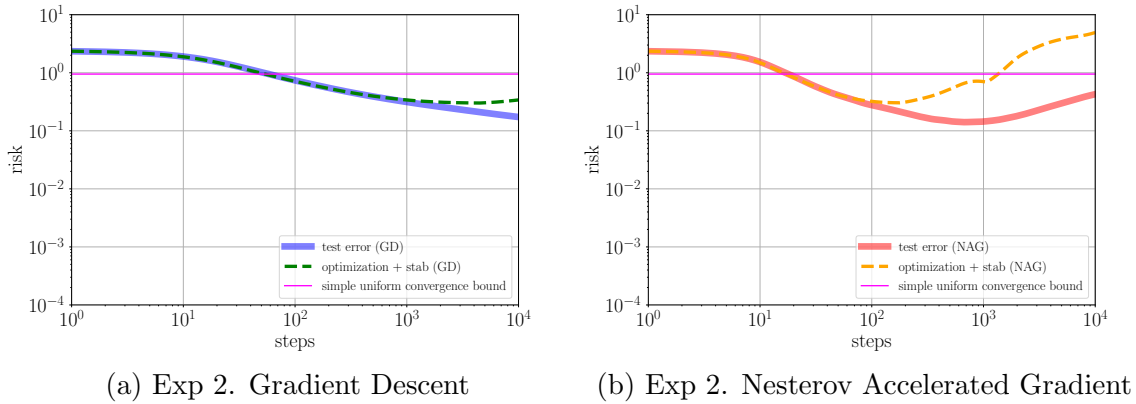 10^1
10^0
10^−1
10^−2
10^−3
10^−4
risk
10^0
10^1
10^2
10^3
10^4
steps
test error (GD)
optimization + stab (GD)
simple uniform convergence bound
(a) Exp 2. Gradient Descent
10^1
10^0
10^−1
10^−2
10^−3
10^−4
risk
10^0
10^1
10^2
10^3
10^4
steps
test error (NAG)
optimization + stab (NAG)
simple uniform convergence bound
(b) Exp 2. Nesterov Accelerated Gradient